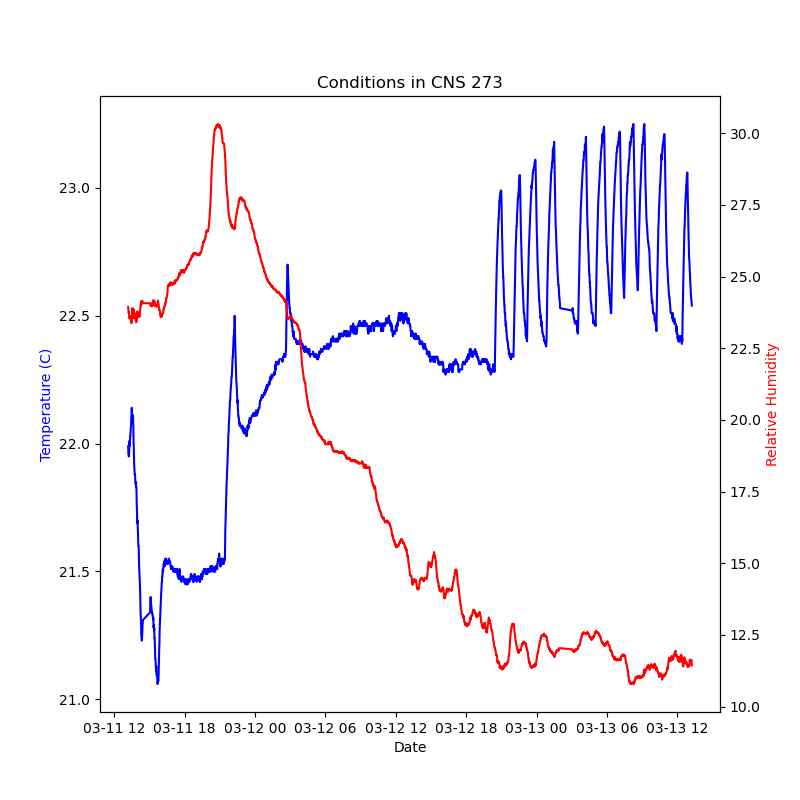 Conditions in CNS 273
23.0
22.5
22.0
21.5
21.0
Temperature (C)
30.0
27.5
25.0
22.5
20.0
17.5
15.0
12.5
10.0
Relative Humidity
03-11 12 03-11 18 03-12 00 03-12 06 03-12 12 03-12 18 03-13 00 03-13 06 03-13 12
Date